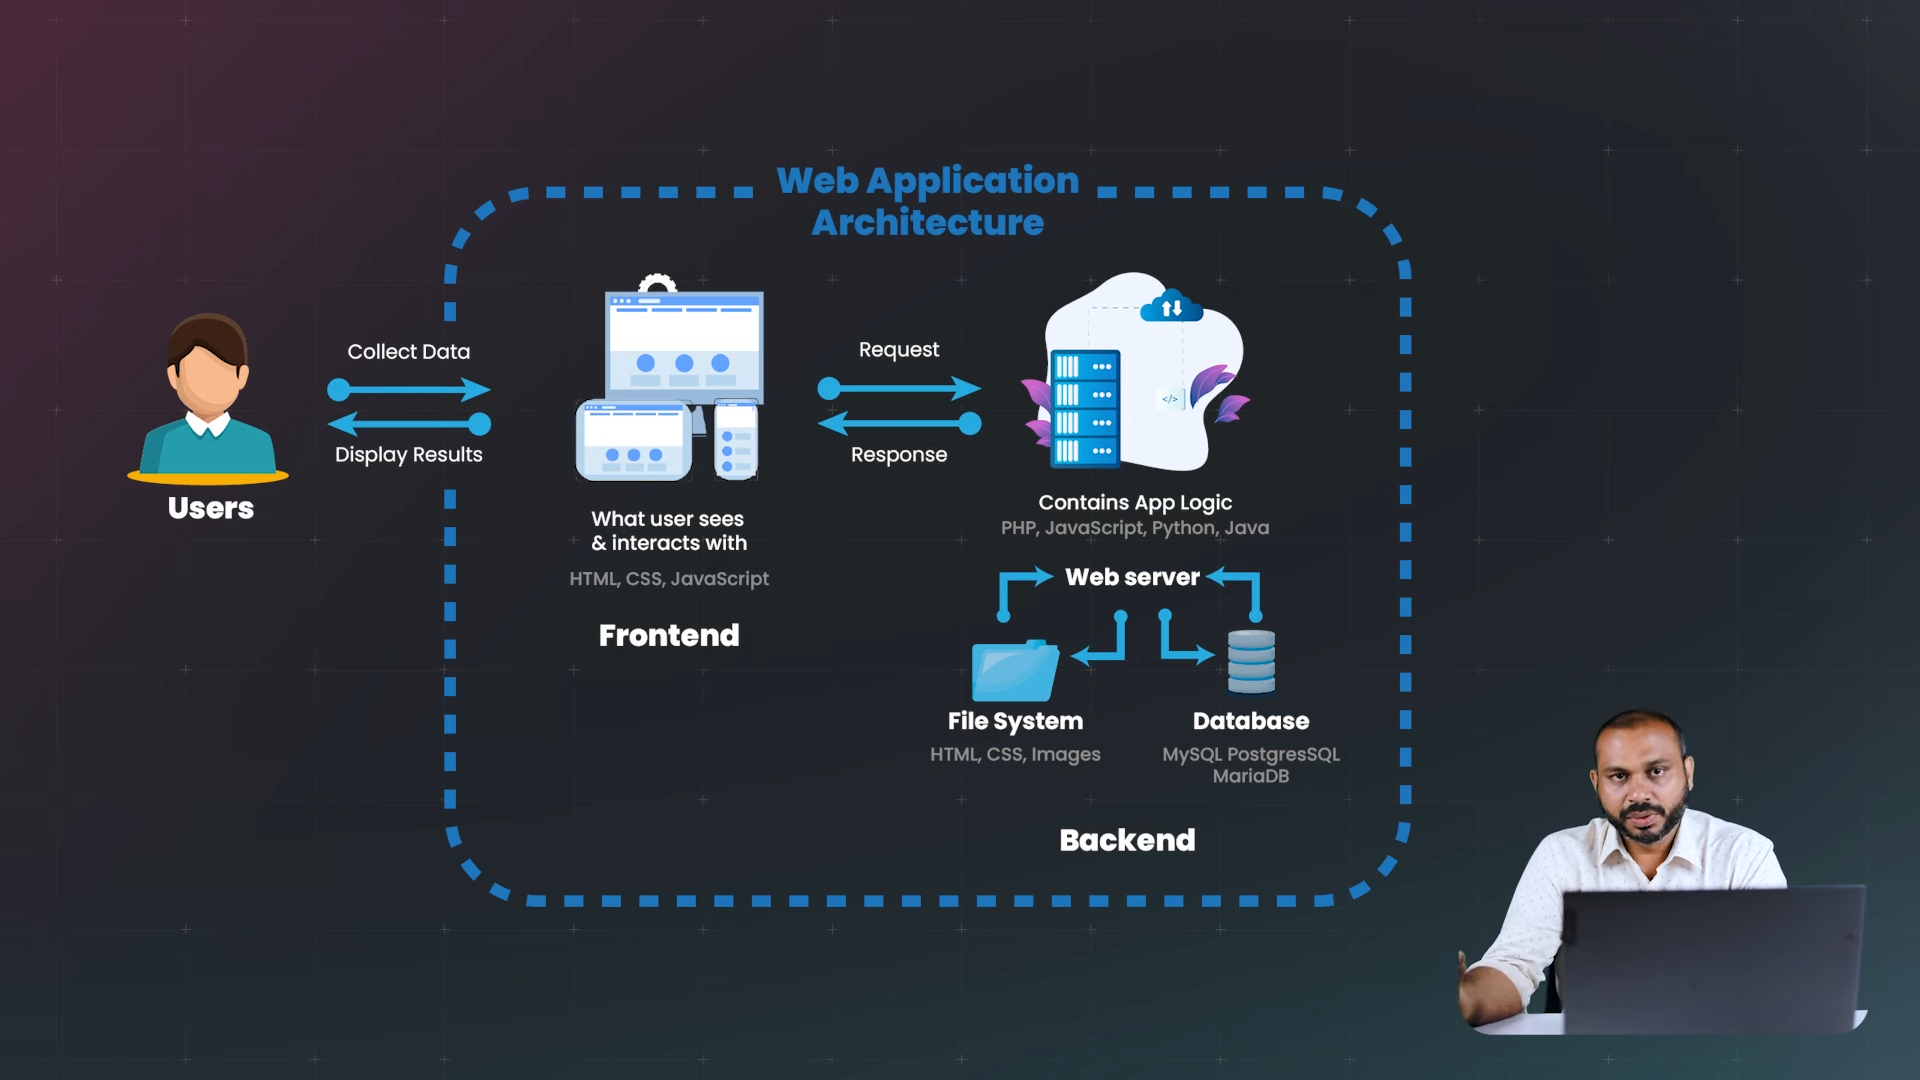 Web Application
Architecture
Collect Data
Display Results
Users
What user sees
& interacts with
HTML, CSS, JavaScript
Frontend
Request
Response
</>
Contains App Logic
PHP, JavaScript, Python, Java
Web server
File System
HTML, CSS, Images
Database
MySQL PostgresSQL
MariaDB
Backend